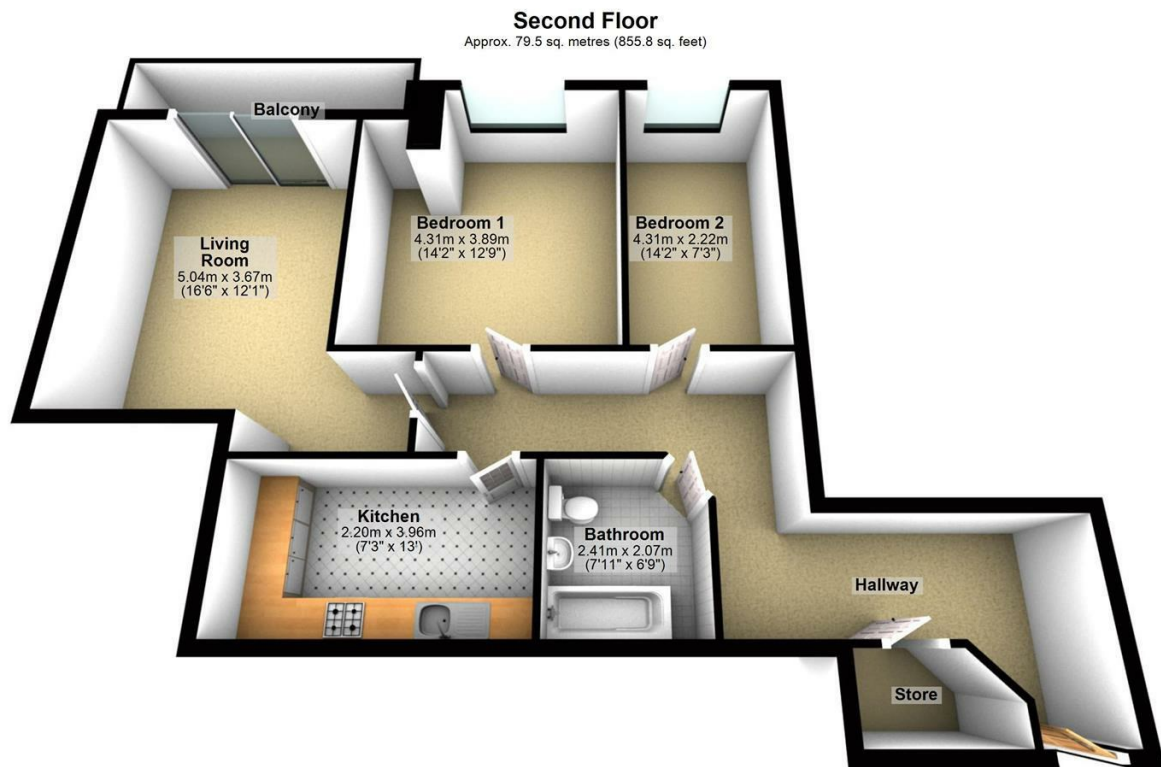 Second Floor
Approx. 79.5 sq. metres (855.8 sq. feet)
Balcony
Living
Room
5.04m x 3.67m
(16'6" x 12'1")
Bedroom 1
4.31m x 3.89m
(14'2" x 12'9")
Bedroom 2
4.31m x 2.22m
(14'2" x 7'3")
Kitchen
2.20m x 3.96m
(7'3" x 13')
Bathroom
2.41m x 2.07m
(7'11" x 6'9")
Hallway
Store